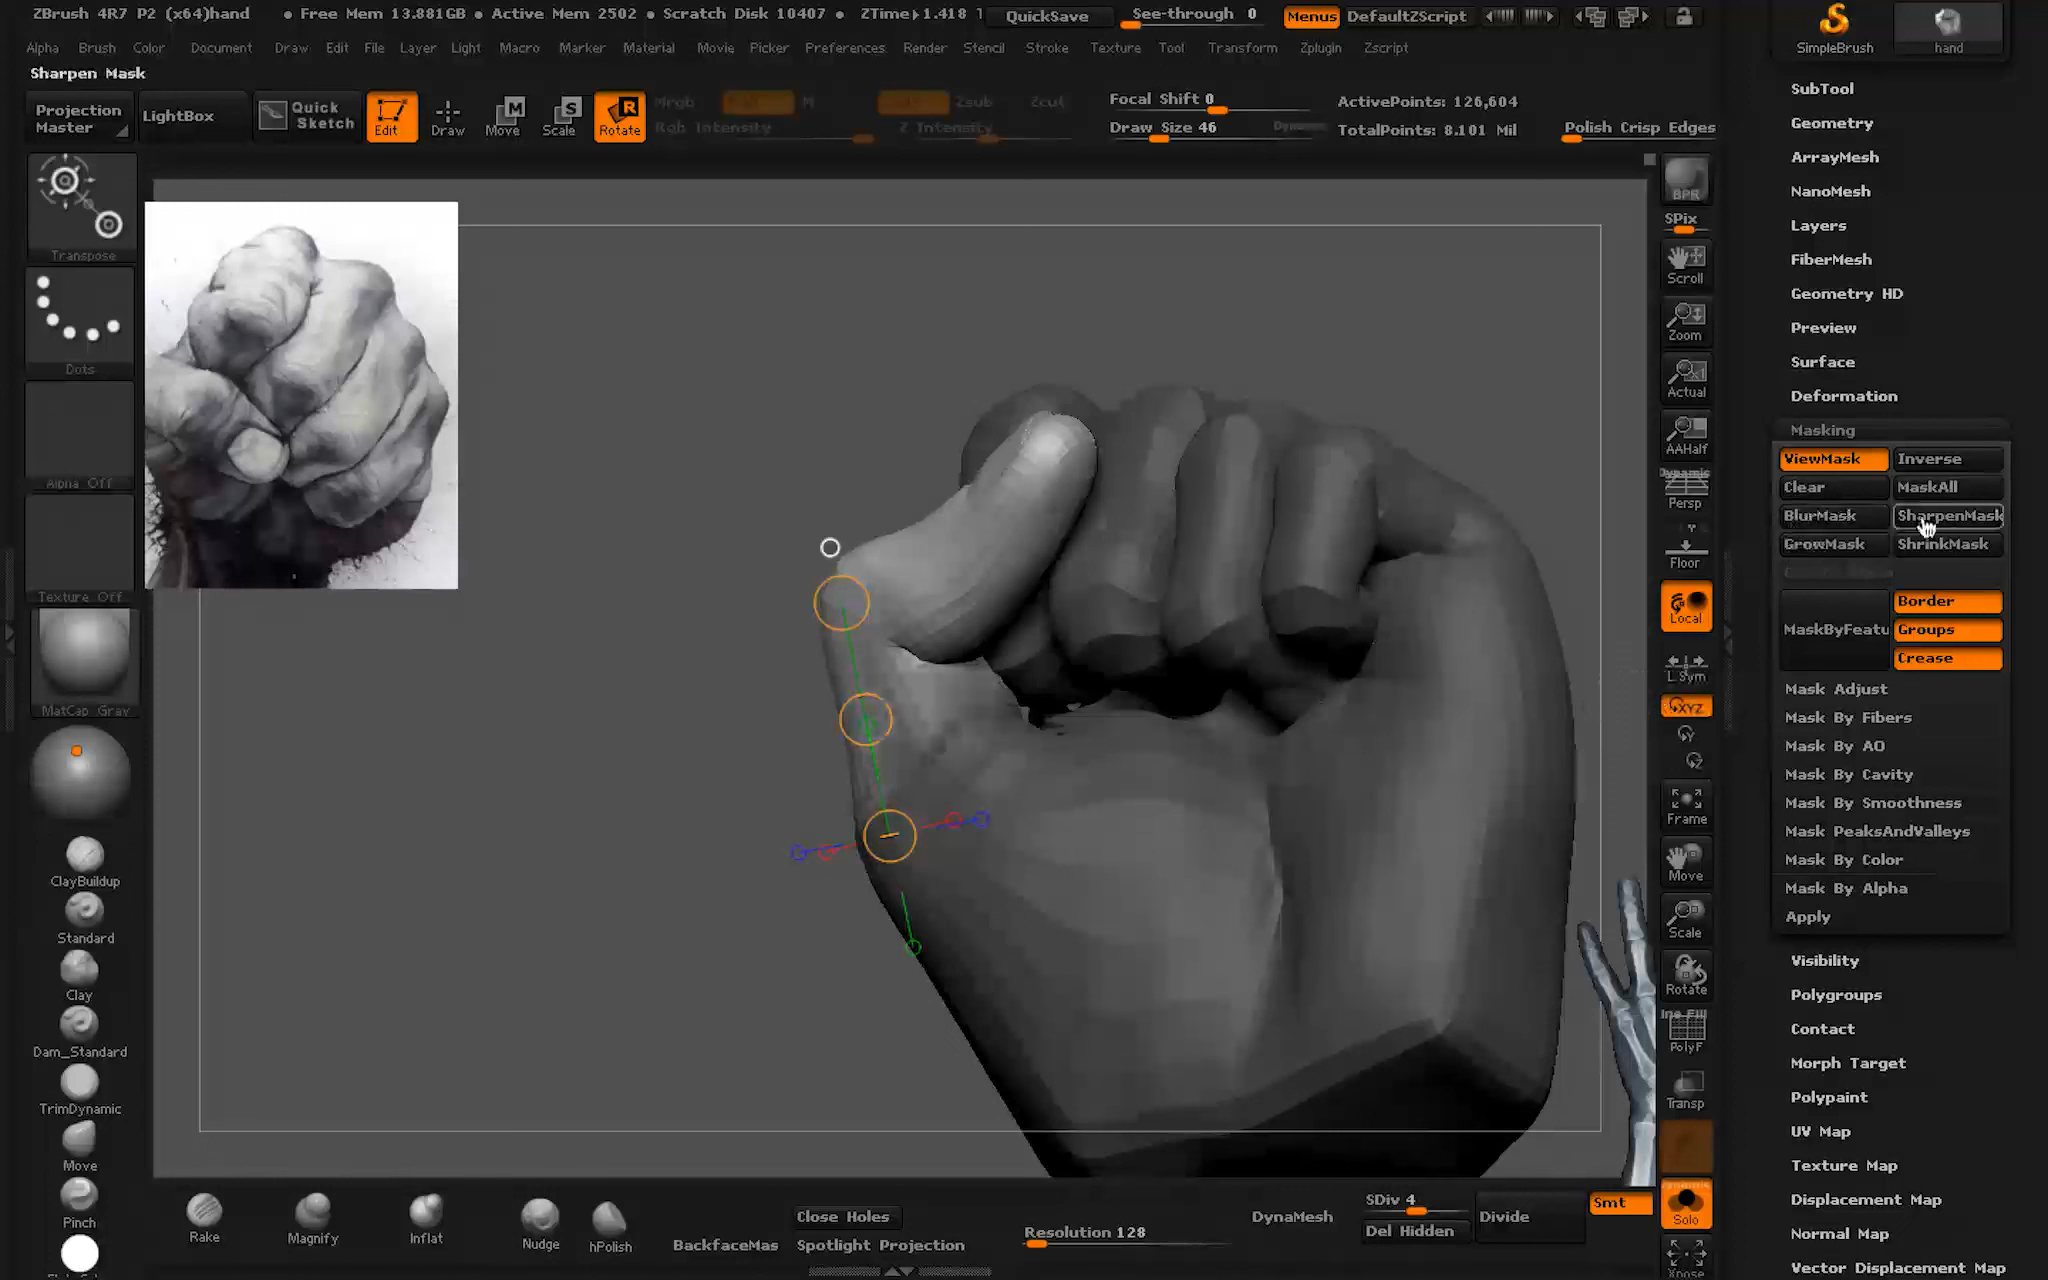 ZBrush 4R7 P2 (x64)hand • Free Mem 13.881GB • Active Mem 2502 • Scratch Disk 10407 • ZTime▸1.418 QuickSave See-through 0 Menus DefaultZScript
SimpleBrush hand
Alpha Brush Color Document Draw Edit File Layer Light Macro Marker Material Movie Picker Preferences Render Stencil Stroke Texture Tool Transform Zplugin Zscript
Sharpen Mask
Projection Master
LightBox
Quick Sketch
Edit Draw Move Scale Rotate
Mrgb M Zsub Zcut
Rgb Intensity Z Intensity
Focal Shift 0
Draw Size 46 Dynamic
ActivePoints: 126,604
TotalPoints: 8.101 Mil
Polish Crisp Edges
Transpose
Dots
Alpha Off
Texture Off
MatCap Gray
ClayBuildup
Standard
Clay
Dam_Standard
TrimDynamic
Move
Pinch
Rake Magnify Inflat Nudge hPolish
BackfaceMas
Close Holes
Spotlight Projection
Resolution 128
DynaMesh
SDiv 4
Del Hidden
Divide
Smt
BPR
SPix
Scroll
Zoom
Actual
AAHalf
Dynamic
Persp
Floor
Local
L.Sym
XYZ
Frame
Move
Scale
Rotate
PolyF
Transp
Solo
Xpose
SubTool
Geometry
ArrayMesh
NanoMesh
Layers
FiberMesh
Geometry HD
Preview
Surface
Deformation
Masking
ViewMask Inverse
Clear MaskAll
BlurMask SharpenMask
GrowMask ShrinkMask
MaskByFeatu
Border
Groups
Crease
Mask Adjust
Mask By Fibers
Mask By AO
Mask By Cavity
Mask By Smoothness
Mask PeaksAndValleys
Mask By Color
Mask By Alpha
Apply
Visibility
Polygroups
Contact
Morph Target
Polypaint
UV Map
Texture Map
Displacement Map
Normal Map
Vector Displacement Map